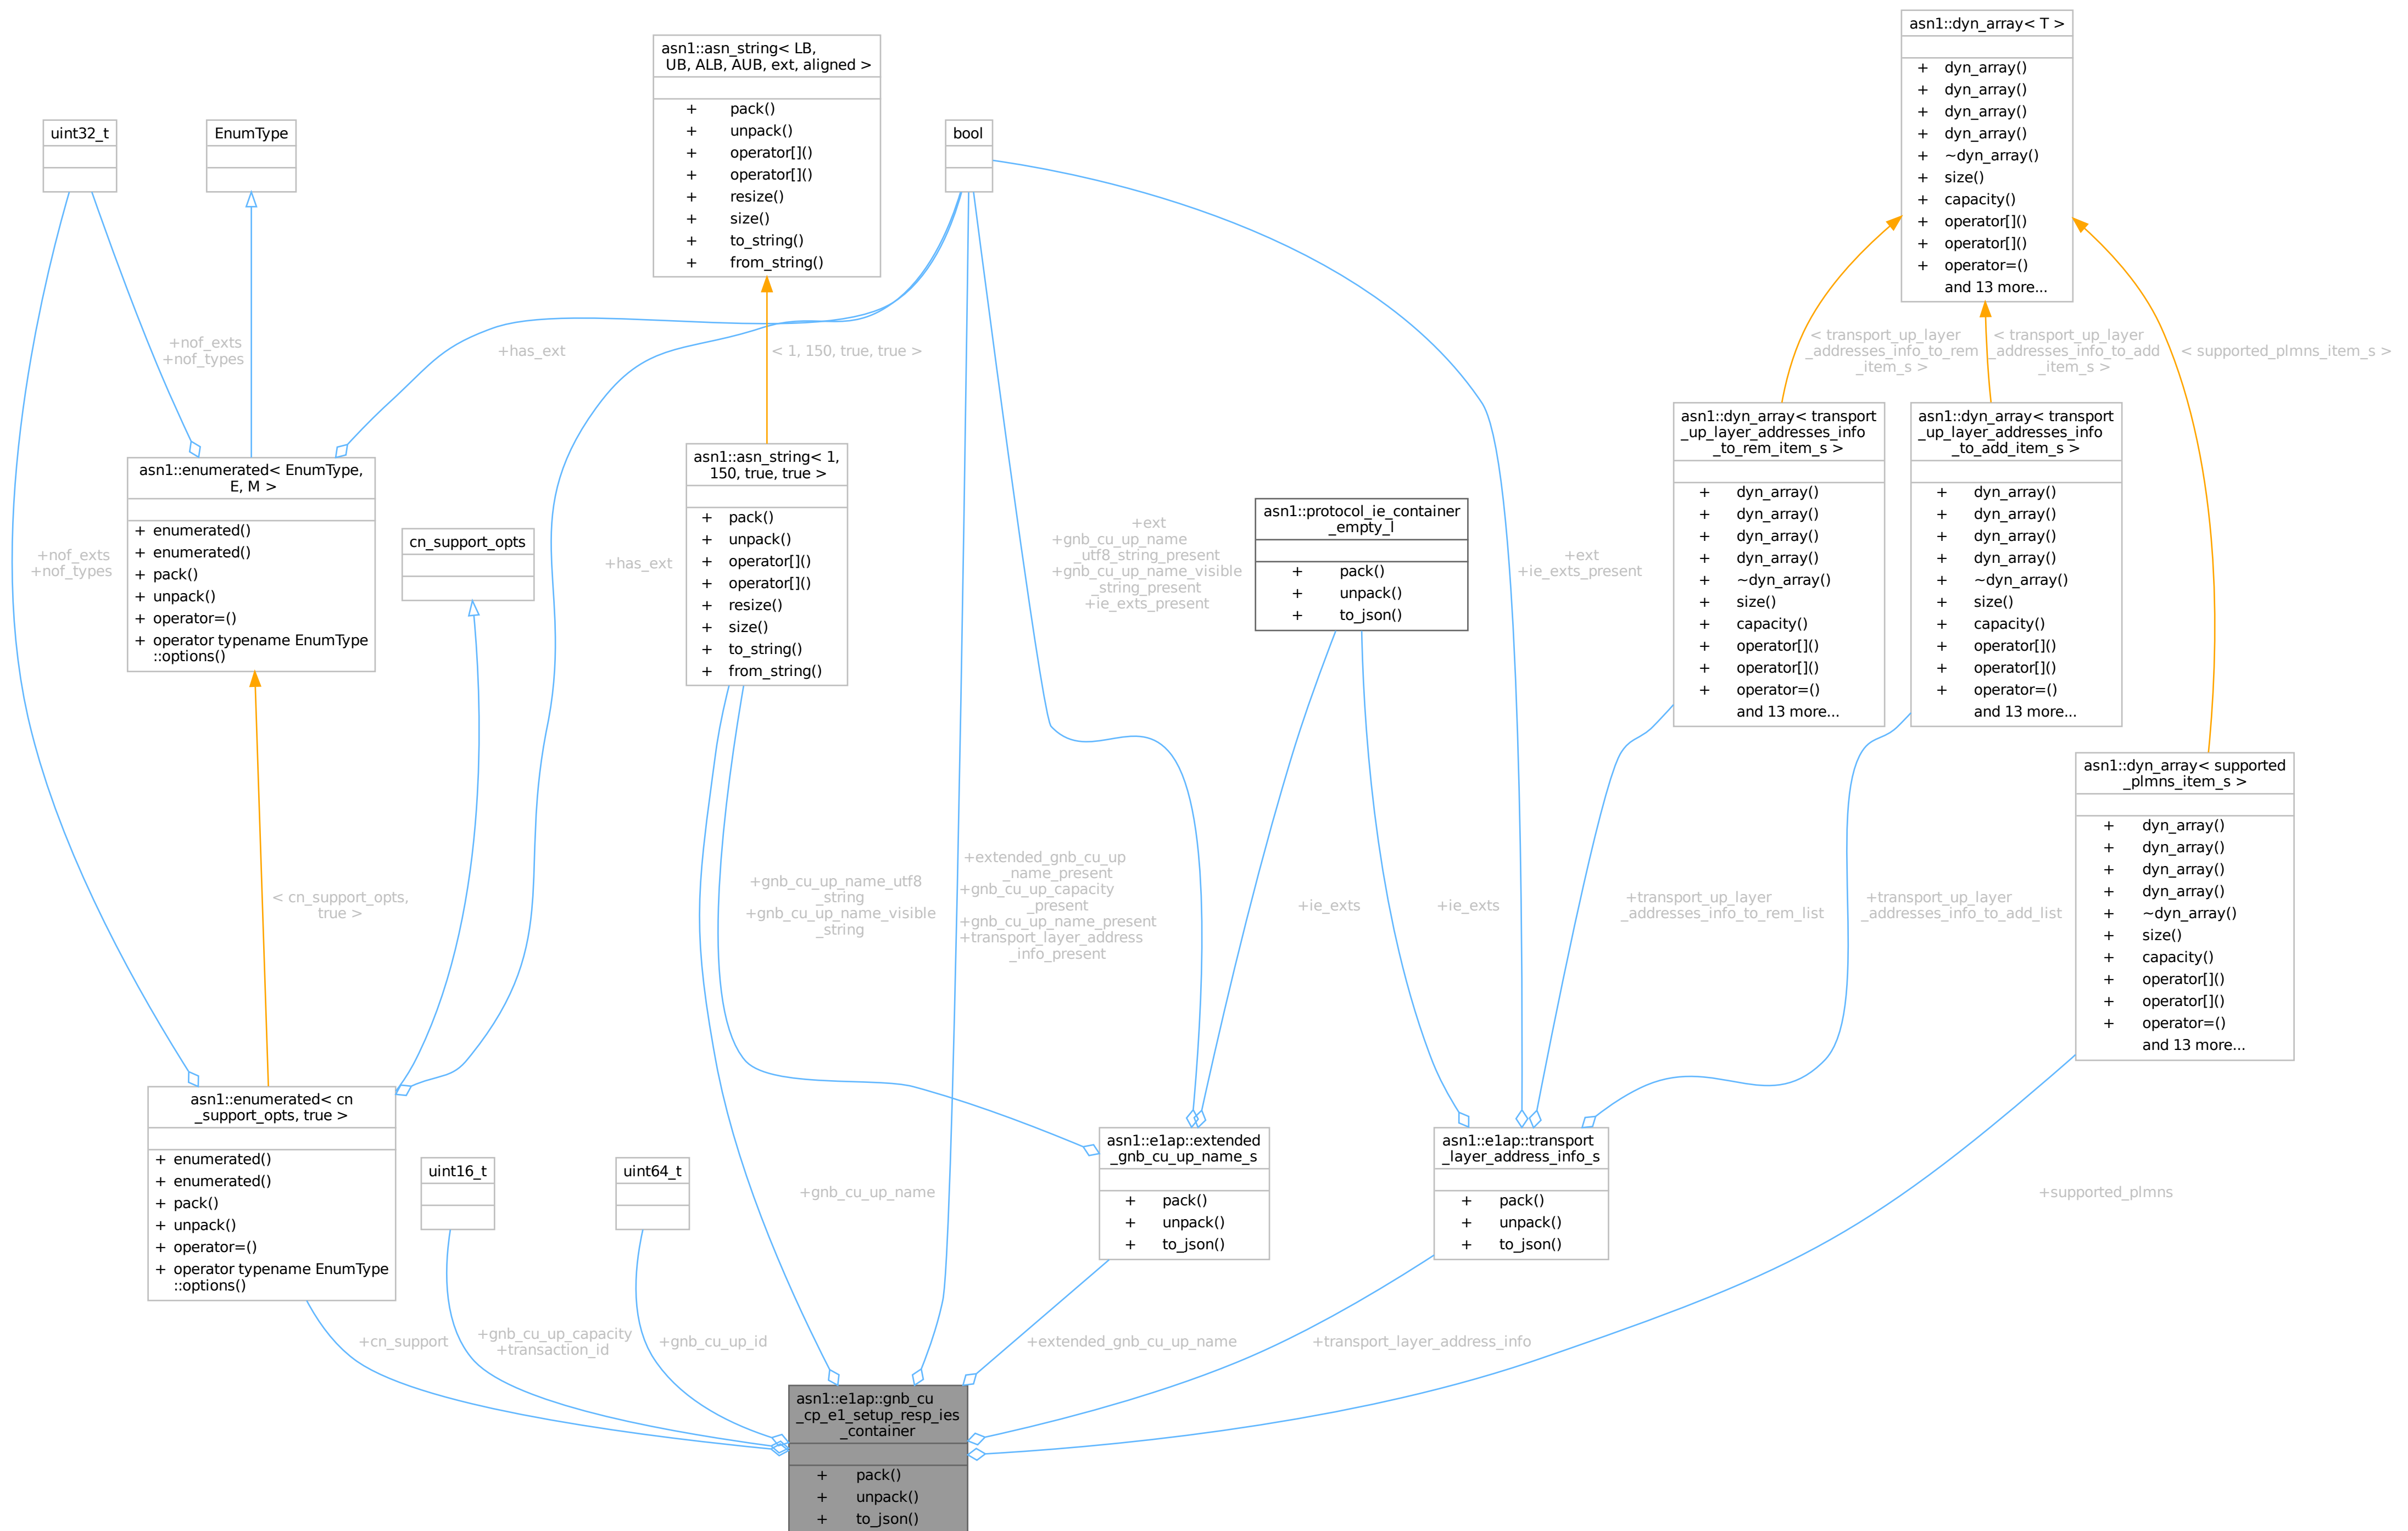 asn1::dyn_array< T >
+ dyn_array()
+ dyn_array()
+ dyn_array()
+ dyn_array()
+ ~dyn_array()
+ size()
+ capacity()
+ operator[]()
+ operator[]()
+ operator=()
and 13 more...
asn1::asn_string< LB,
UB, ALB, AUB, ext, aligned >
+ pack()
+ unpack()
+ operator[]()
+ operator[]()
+ resize()
+ size()
+ to_string()
+ from_string()
uint32_t
EnumType
bool
+nof_exts
+nof_types
+has_ext
< 1, 150, true, true >
< transport_up_layer
_addresses_info_to_rem
_item_s >
< transport_up_layer
_addresses_info_to_add
_item_s >
< supported_plmns_item_s >
asn1::enumerated< EnumType,
E, M >
+ enumerated()
+ enumerated()
+ pack()
+ unpack()
+ operator=()
+ operator typename EnumType
::options()
cn_support_opts
asn1::asn_string< 1,
150, true, true >
+ pack()
+ unpack()
+ operator[]()
+ operator[]()
+ resize()
+ size()
+ to_string()
+ from_string()
asn1::protocol_ie_container
_empty_l
+ pack()
+ unpack()
+ to_json()
asn1::dyn_array< transport
_up_layer_addresses_info
_to_rem_item_s >
+ dyn_array()
+ dyn_array()
+ dyn_array()
+ dyn_array()
+ ~dyn_array()
+ size()
+ capacity()
+ operator[]()
+ operator[]()
+ operator=()
and 13 more...
asn1::dyn_array< transport
_up_layer_addresses_info
_to_add_item_s >
+ dyn_array()
+ dyn_array()
+ dyn_array()
+ dyn_array()
+ ~dyn_array()
+ size()
+ capacity()
+ operator[]()
+ operator[]()
+ operator=()
and 13 more...
+nof_exts
+nof_types
+has_ext
+ext
+gnb_cu_up_name
_utf8_string_present
+gnb_cu_up_name_visible
_string_present
+ie_exts_present
+ext
+ie_exts_present
asn1::dyn_array< supported
_plmns_item_s >
+ dyn_array()
+ dyn_array()
+ dyn_array()
+ dyn_array()
+ ~dyn_array()
+ size()
+ capacity()
+ operator[]()
+ operator[]()
+ operator=()
and 13 more...
< cn_support_opts,
true >
+gnb_cu_up_name_utf8
_string
+gnb_cu_up_name_visible
_string
+extended_gnb_cu_up
_name_present
+gnb_cu_up_capacity
_present
+gnb_cu_up_name_present
+transport_layer_address
_info_present
+ie_exts
+ie_exts
+transport_up_layer
_addresses_info_to_rem_list
+transport_up_layer
_addresses_info_to_add_list
asn1::enumerated< cn
_support_opts, true >
+ enumerated()
+ enumerated()
+ pack()
+ unpack()
+ operator=()
+ operator typename EnumType
::options()
uint16_t
uint64_t
+gnb_cu_up_name
asn1::e1ap::extended
_gnb_cu_up_name_s
+ pack()
+ unpack()
+ to_json()
asn1::e1ap::transport
_layer_address_info_s
+ pack()
+ unpack()
+ to_json()
+supported_plmns
+cn_support
+gnb_cu_up_capacity
+transaction_id
+gnb_cu_up_id
+extended_gnb_cu_up_name
+transport_layer_address_info
asn1::e1ap::gnb_cu
_cp_e1_setup_resp_ies
_container
+ pack()
+ unpack()
+ to_json()